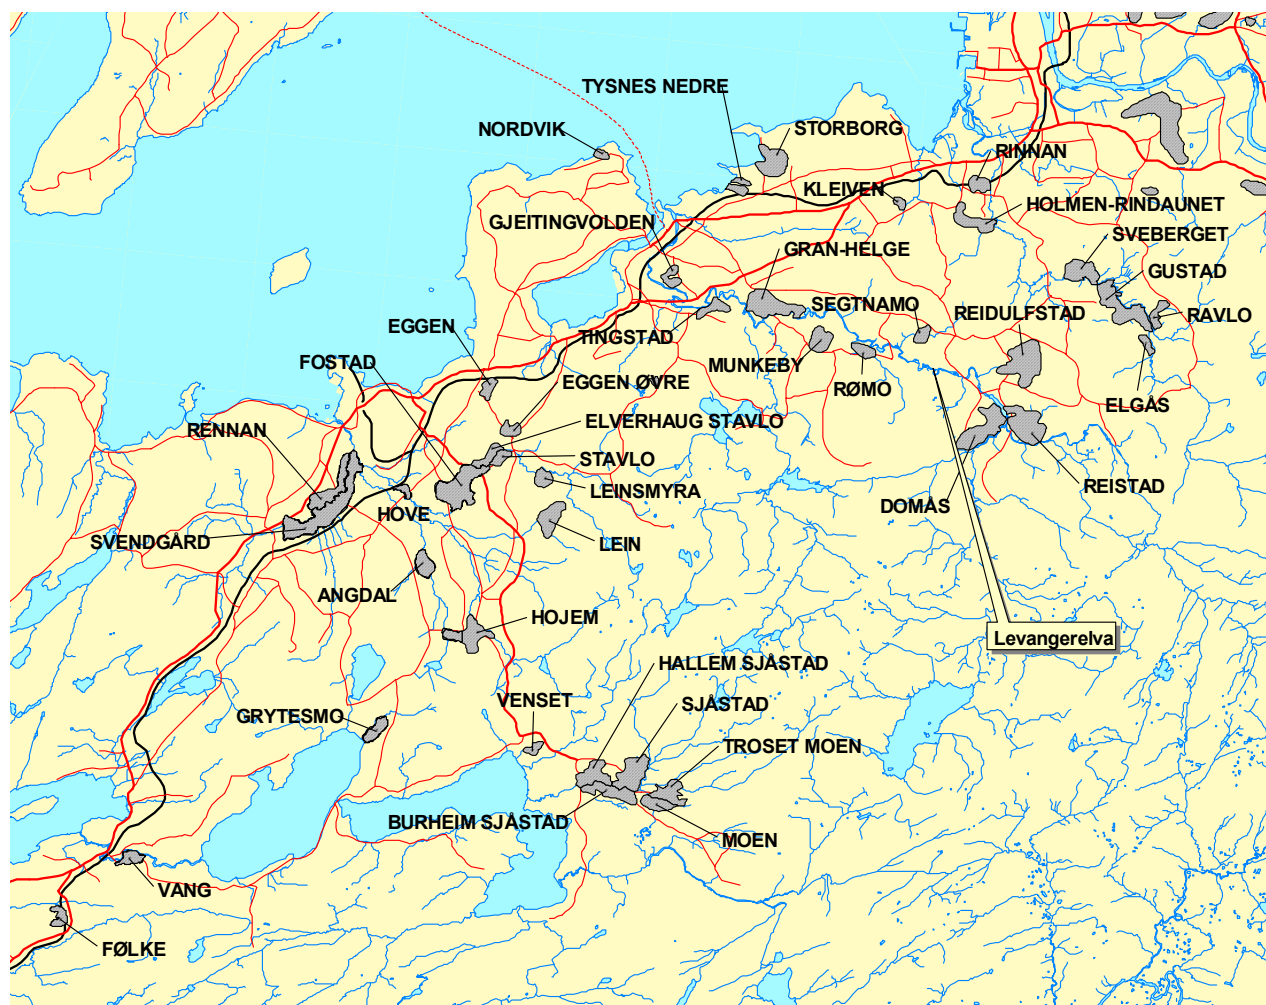 TYSNES NEDRE
NORDVIK
STORBORG
RINNAN
KLEIVEN
HOLMEN-RINDAUNET
GJEITINGVOLDEN
SVEBERGET
GRAN-HELGE
GUSTAD
SEGTNAMO
REIDULFSTAD
RAVLO
EGGEN
TINGSTAD
FOSTAD
MUNKEBY
RØMO
EGGEN ØVRE
ELGÅS
ELVERHAUG STAVLO
RENNAN
STAVLO
LEINSMYRA
REISTAD
DOMÅS
HOVE
SVENDGÅRD
LEIN
ANGDAL
HOJEM
Levangerelva
HALLEM SJÅSTAD
VENSET
SJÅSTAD
GRYTESMO
TROSET MOEN
BURHEIM SJÅSTAD
MOEN
VANG
FØLKE